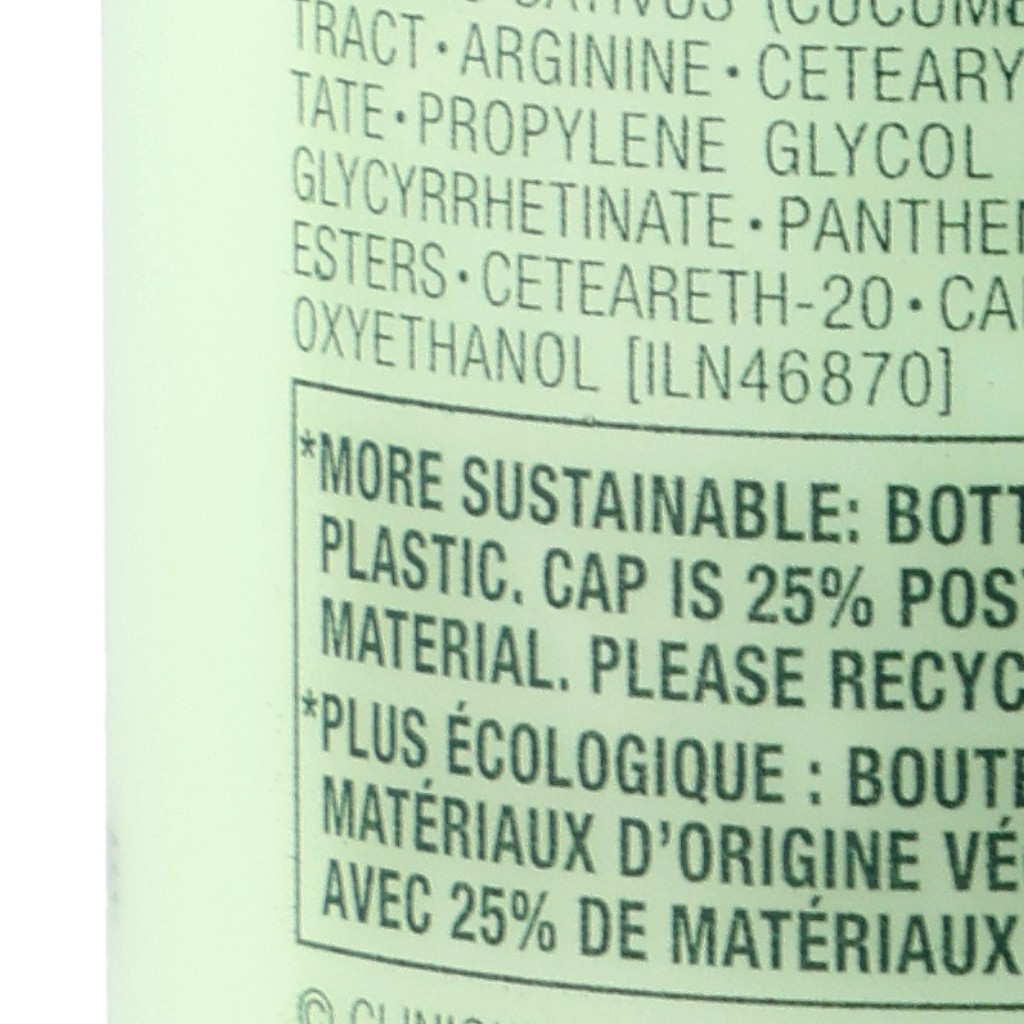 TRACT • ARGININE • CETEARY
TATE • PROPYLENE GLYCOL
GLYCYRRHETINATE • PANTHE
ESTERS • CETEARETH-20 • CA
OXYETHANOL [ILN46870]
*MORE SUSTAINABLE: BOTT
PLASTIC. CAP IS 25% POS
MATERIAL. PLEASE RECYC
*PLUS ÉCOLOGIQUE : BOUTE
MATÉRIAUX D'ORIGINE VÉ
AVEC 25% DE MATÉRIAUX